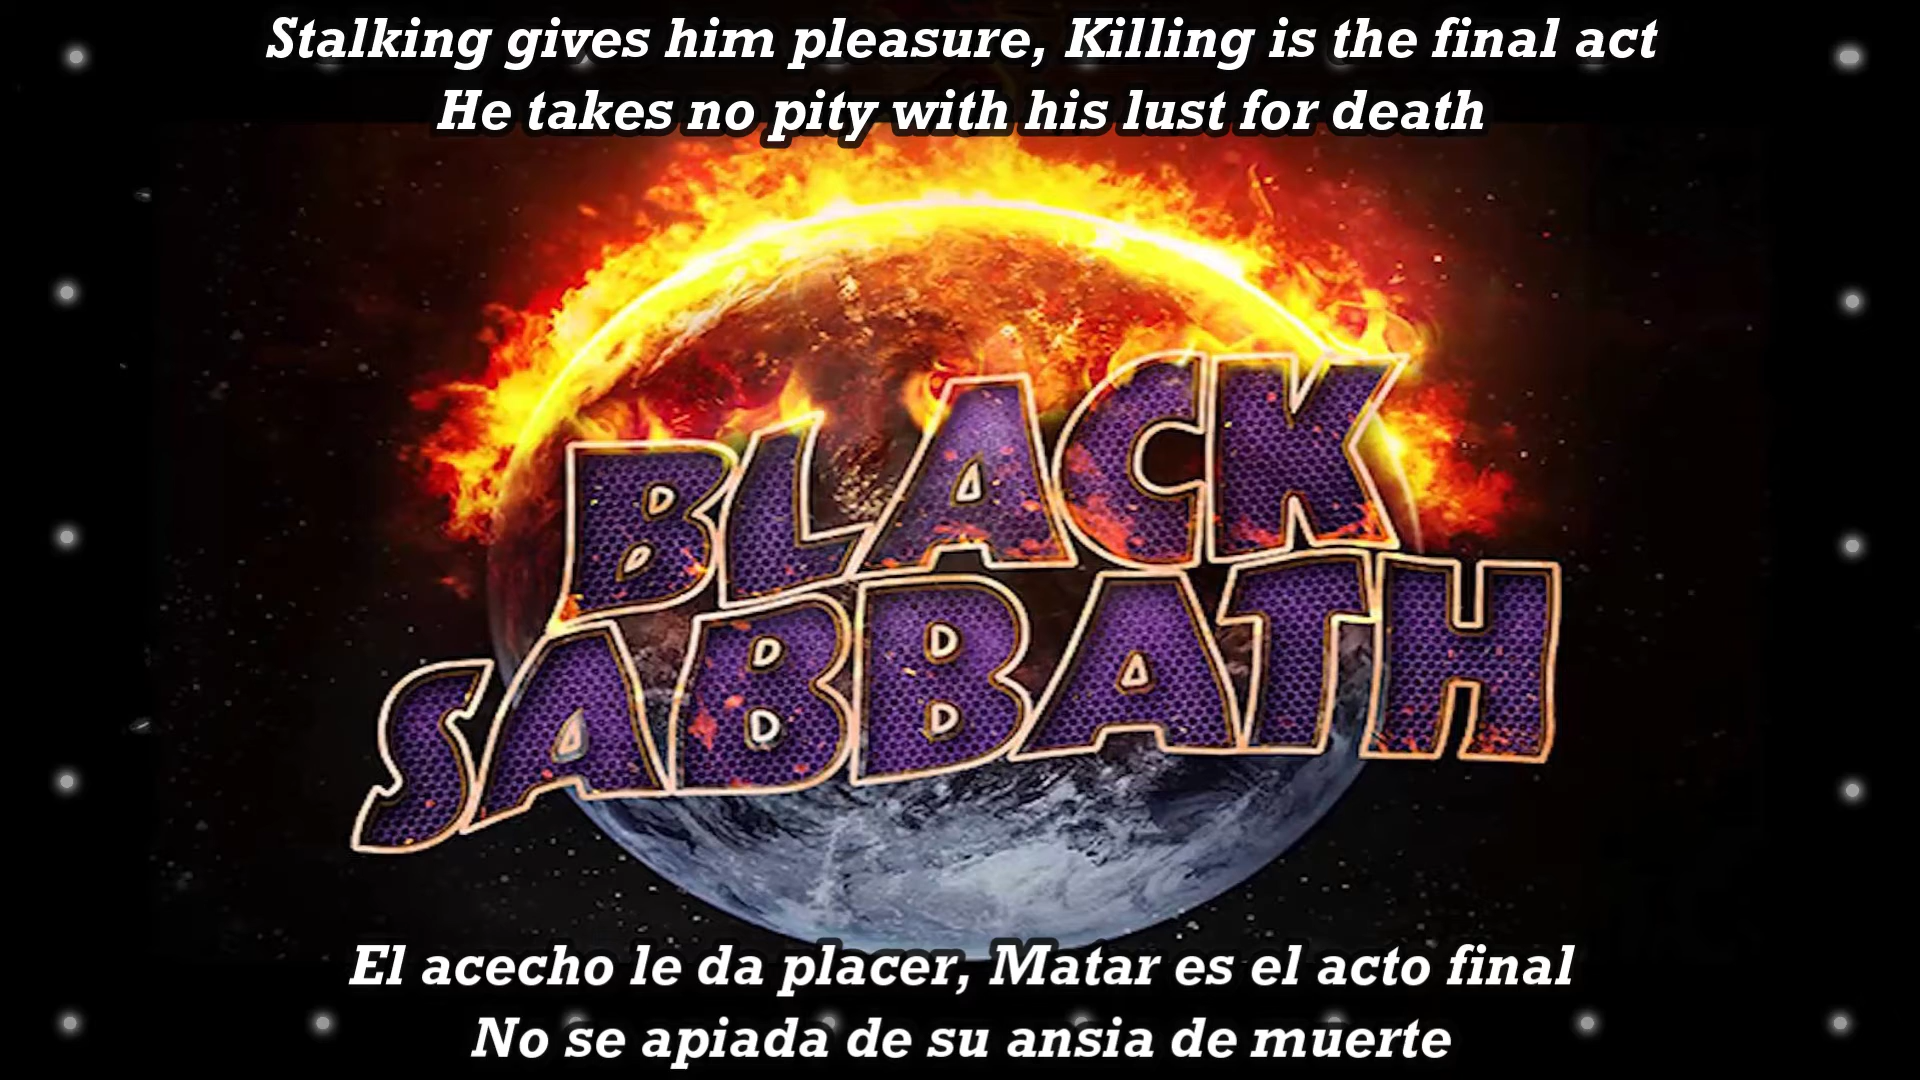 Stalking gives him pleasure, Killing is the final act
He takes no pity with his lust for death
BLACK
SABBATH
El acecho le da placer, Matar es el acto final
No se apiada de su ansia de muerte